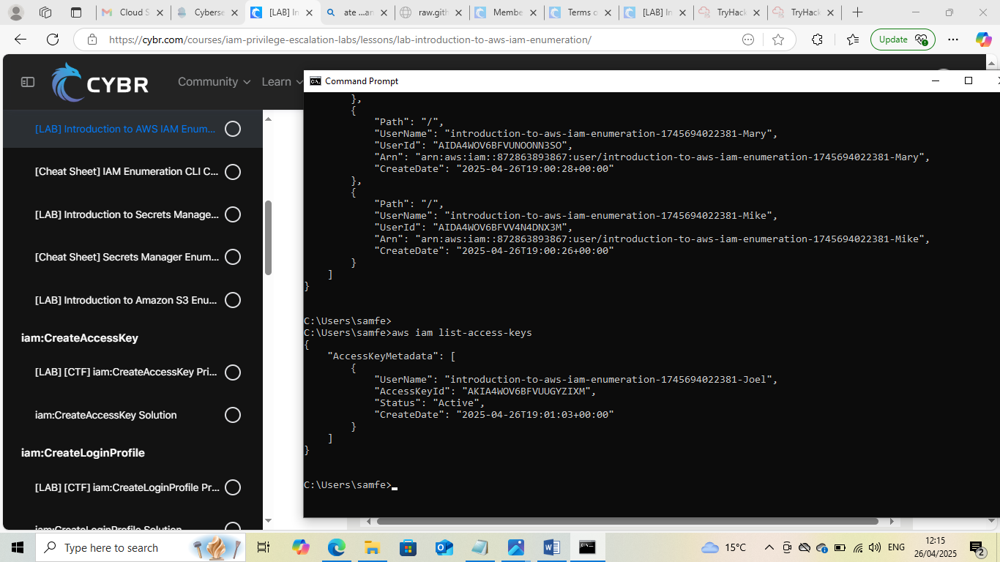 Cloud S
Cyberse
[LAB] In
ate ...an
raw.gith
Membe
Terms o
[LAB] In
TryHac
TryHac
https://cybr.com/courses/iam-privilege-escalation-labs/lessons/lab-introduction-to-aws-iam-enumeration/
Update
CYBR
Community
Learn
[LAB] Introduction to AWS IAM Enum...
[Cheat Sheet] IAM Enumeration CLI C...
[LAB] Introduction to Secrets Manage...
[Cheat Sheet] Secrets Manager Enum...
[LAB] Introduction to Amazon S3 Enu...
iam:CreateAccessKey
[LAB] [CTF] iam:CreateAccessKey Pri...
iam:CreateAccessKey Solution
iam:CreateLoginProfile
[LAB] [CTF] iam:CreateLoginProfile Pr...
iam:CreateLoginProfile Solution
Command Prompt
},
{
"Path": "/",
"UserName": "introduction-to-aws-iam-enumeration-1745694022381-Mary",
"UserId": "AIDA4WOV6BFVUNOONN3SO",
"Arn": "arn:aws:iam::872863893867:user/introduction-to-aws-iam-enumeration-1745694022381-Mary",
"CreateDate": "2025-04-26T19:00:28+00:00"
},
{
"Path": "/",
"UserName": "introduction-to-aws-iam-enumeration-1745694022381-Mike",
"UserId": "AIDA4WOV6BFVV4N4DNX3M",
"Arn": "arn:aws:iam::872863893867:user/introduction-to-aws-iam-enumeration-1745694022381-Mike",
"CreateDate": "2025-04-26T19:00:26+00:00"
}
]
}
C:\Users\samfe>
C:\Users\samfe>aws iam list-access-keys
{
"AccessKeyMetadata": [
{
"UserName": "introduction-to-aws-iam-enumeration-1745694022381-Joel",
"AccessKeyId": "AKIA4WOV6BFVUUGYZIXM",
"Status": "Active",
"CreateDate": "2025-04-26T19:01:03+00:00"
}
]
}
C:\Users\samfe>
Type here to search
15°C
ENG
12:15
26/04/2025
2